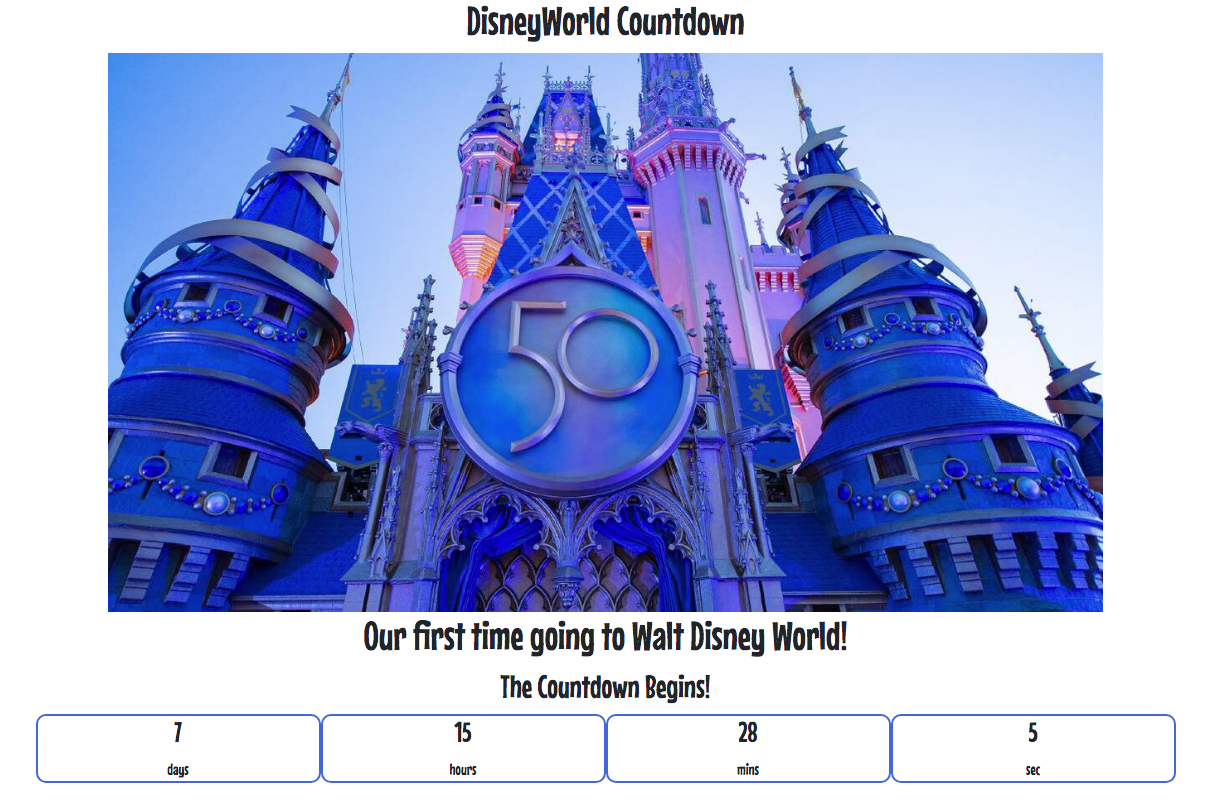 DisneyWorld Countdown
50
Our first time going to Walt Disney World!
The Countdown Begins!
7 15 28 5
days hours mins sec